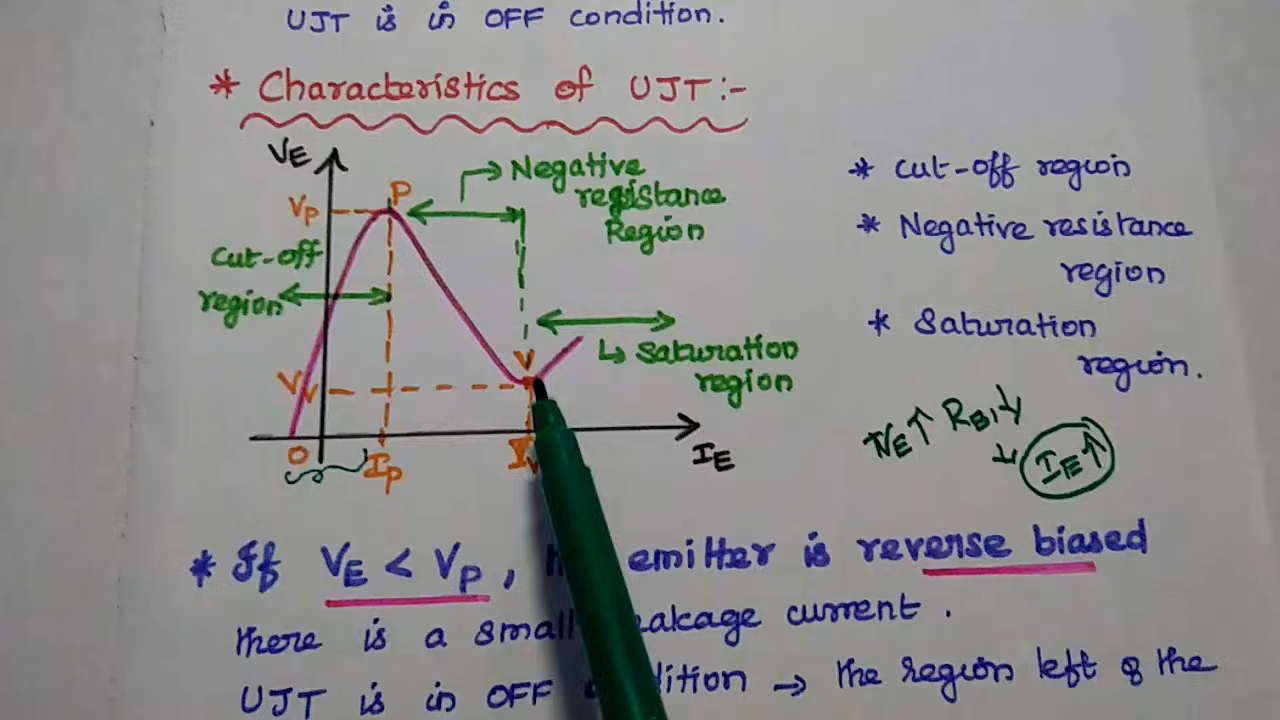 UJT is in OFF condition.
* Characteristics of UJT:-
VE
Negative
resistance
Region
P
Vp
Cut-off
region
V
saturation
region
O
Ip
IE
* Cut-off region
* Negative resistance
region
* Saturation
region.
VE↑ RB1↓
↳ IE↑
* If VE < Vp, emitter is reverse biased
there is a small leakage current.
UJT is in OFF condition → the region left of the